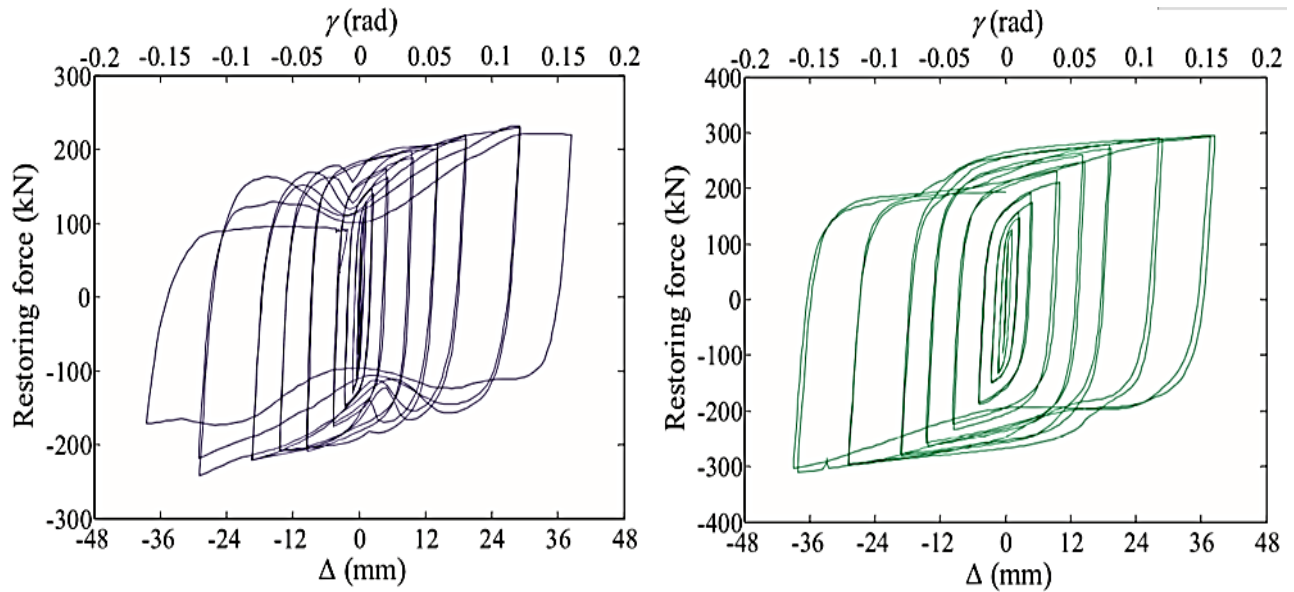 γ (rad)
-0.2 -0.15 -0.1 -0.05 0 0.05 0.1 0.15 0.2
300
200
100
0
-100
-200
-300
Restoring force (kN)
-48 -36 -24 -12 0 12 24 36 48
Δ (mm)
γ (rad)
-0.2 -0.15 -0.1 -0.05 0 0.05 0.1 0.15 0.2
400
300
200
100
0
-100
-200
-300
-400
Restoring force (kN)
-48 -36 -24 -12 0 12 24 36 48
Δ (mm)